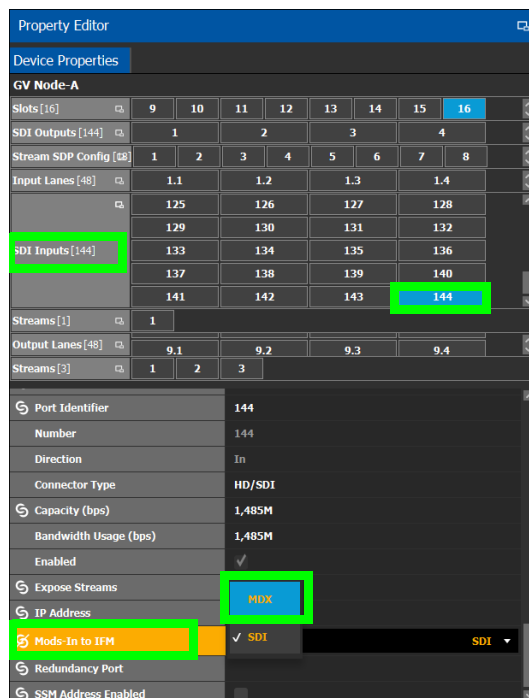 Property Editor
Device Properties
GV Node-A
Slots [16] 9 10 11 12 13 14 15 16
SDI Outputs [144] 1 2 3 4
Stream SDP Config [18] 1 2 3 4 5 6 7 8
Input Lanes [48] 1.1 1.2 1.3 1.4
125 126 127 128
129 130 131 132
SDI Inputs [144] 133 134 135 136
137 138 139 140
141 142 143 144
Streams [1] 1
Output Lanes [48] 9.1 9.2 9.3 9.4
Streams [3] 1 2 3
Port Identifier 144
Number 144
Direction In
Connector Type HD/SDI
Capacity (bps) 1,485M
Bandwidth Usage (bps) 1,485M
Enabled
Expose Streams
MDX
IP Address
Mods-In to IFM ✓ SDI SDI
Redundancy Port
SSM Address Enabled